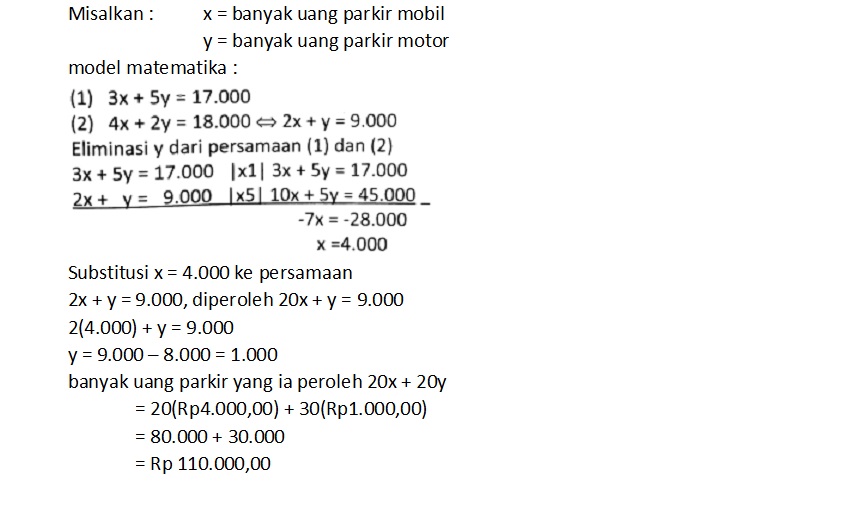 Misalkan : x = banyak uang parkir mobil
y = banyak uang parkir motor
model matematika :
(1) 3x + 5y = 17.000
(2) 4x + 2y = 18.000 ⇔ 2x + y = 9.000
Eliminasi y dari persamaan (1) dan (2)
3x + 5y = 17.000 |x1| 3x + 5y = 17.000
2x + y = 9.000 |x5| 10x + 5y = 45.000 –
-7x = -28.000
x =4.000
Substitusi x = 4.000 ke persamaan
2x + y = 9.000, diperoleh 20x + y = 9.000
2(4.000) + y = 9.000
y = 9.000 – 8.000 = 1.000
banyak uang parkir yang ia peroleh 20x + 20y
= 20(Rp4.000,00) + 30(Rp1.000,00)
= 80.000 + 30.000
= Rp 110.000,00